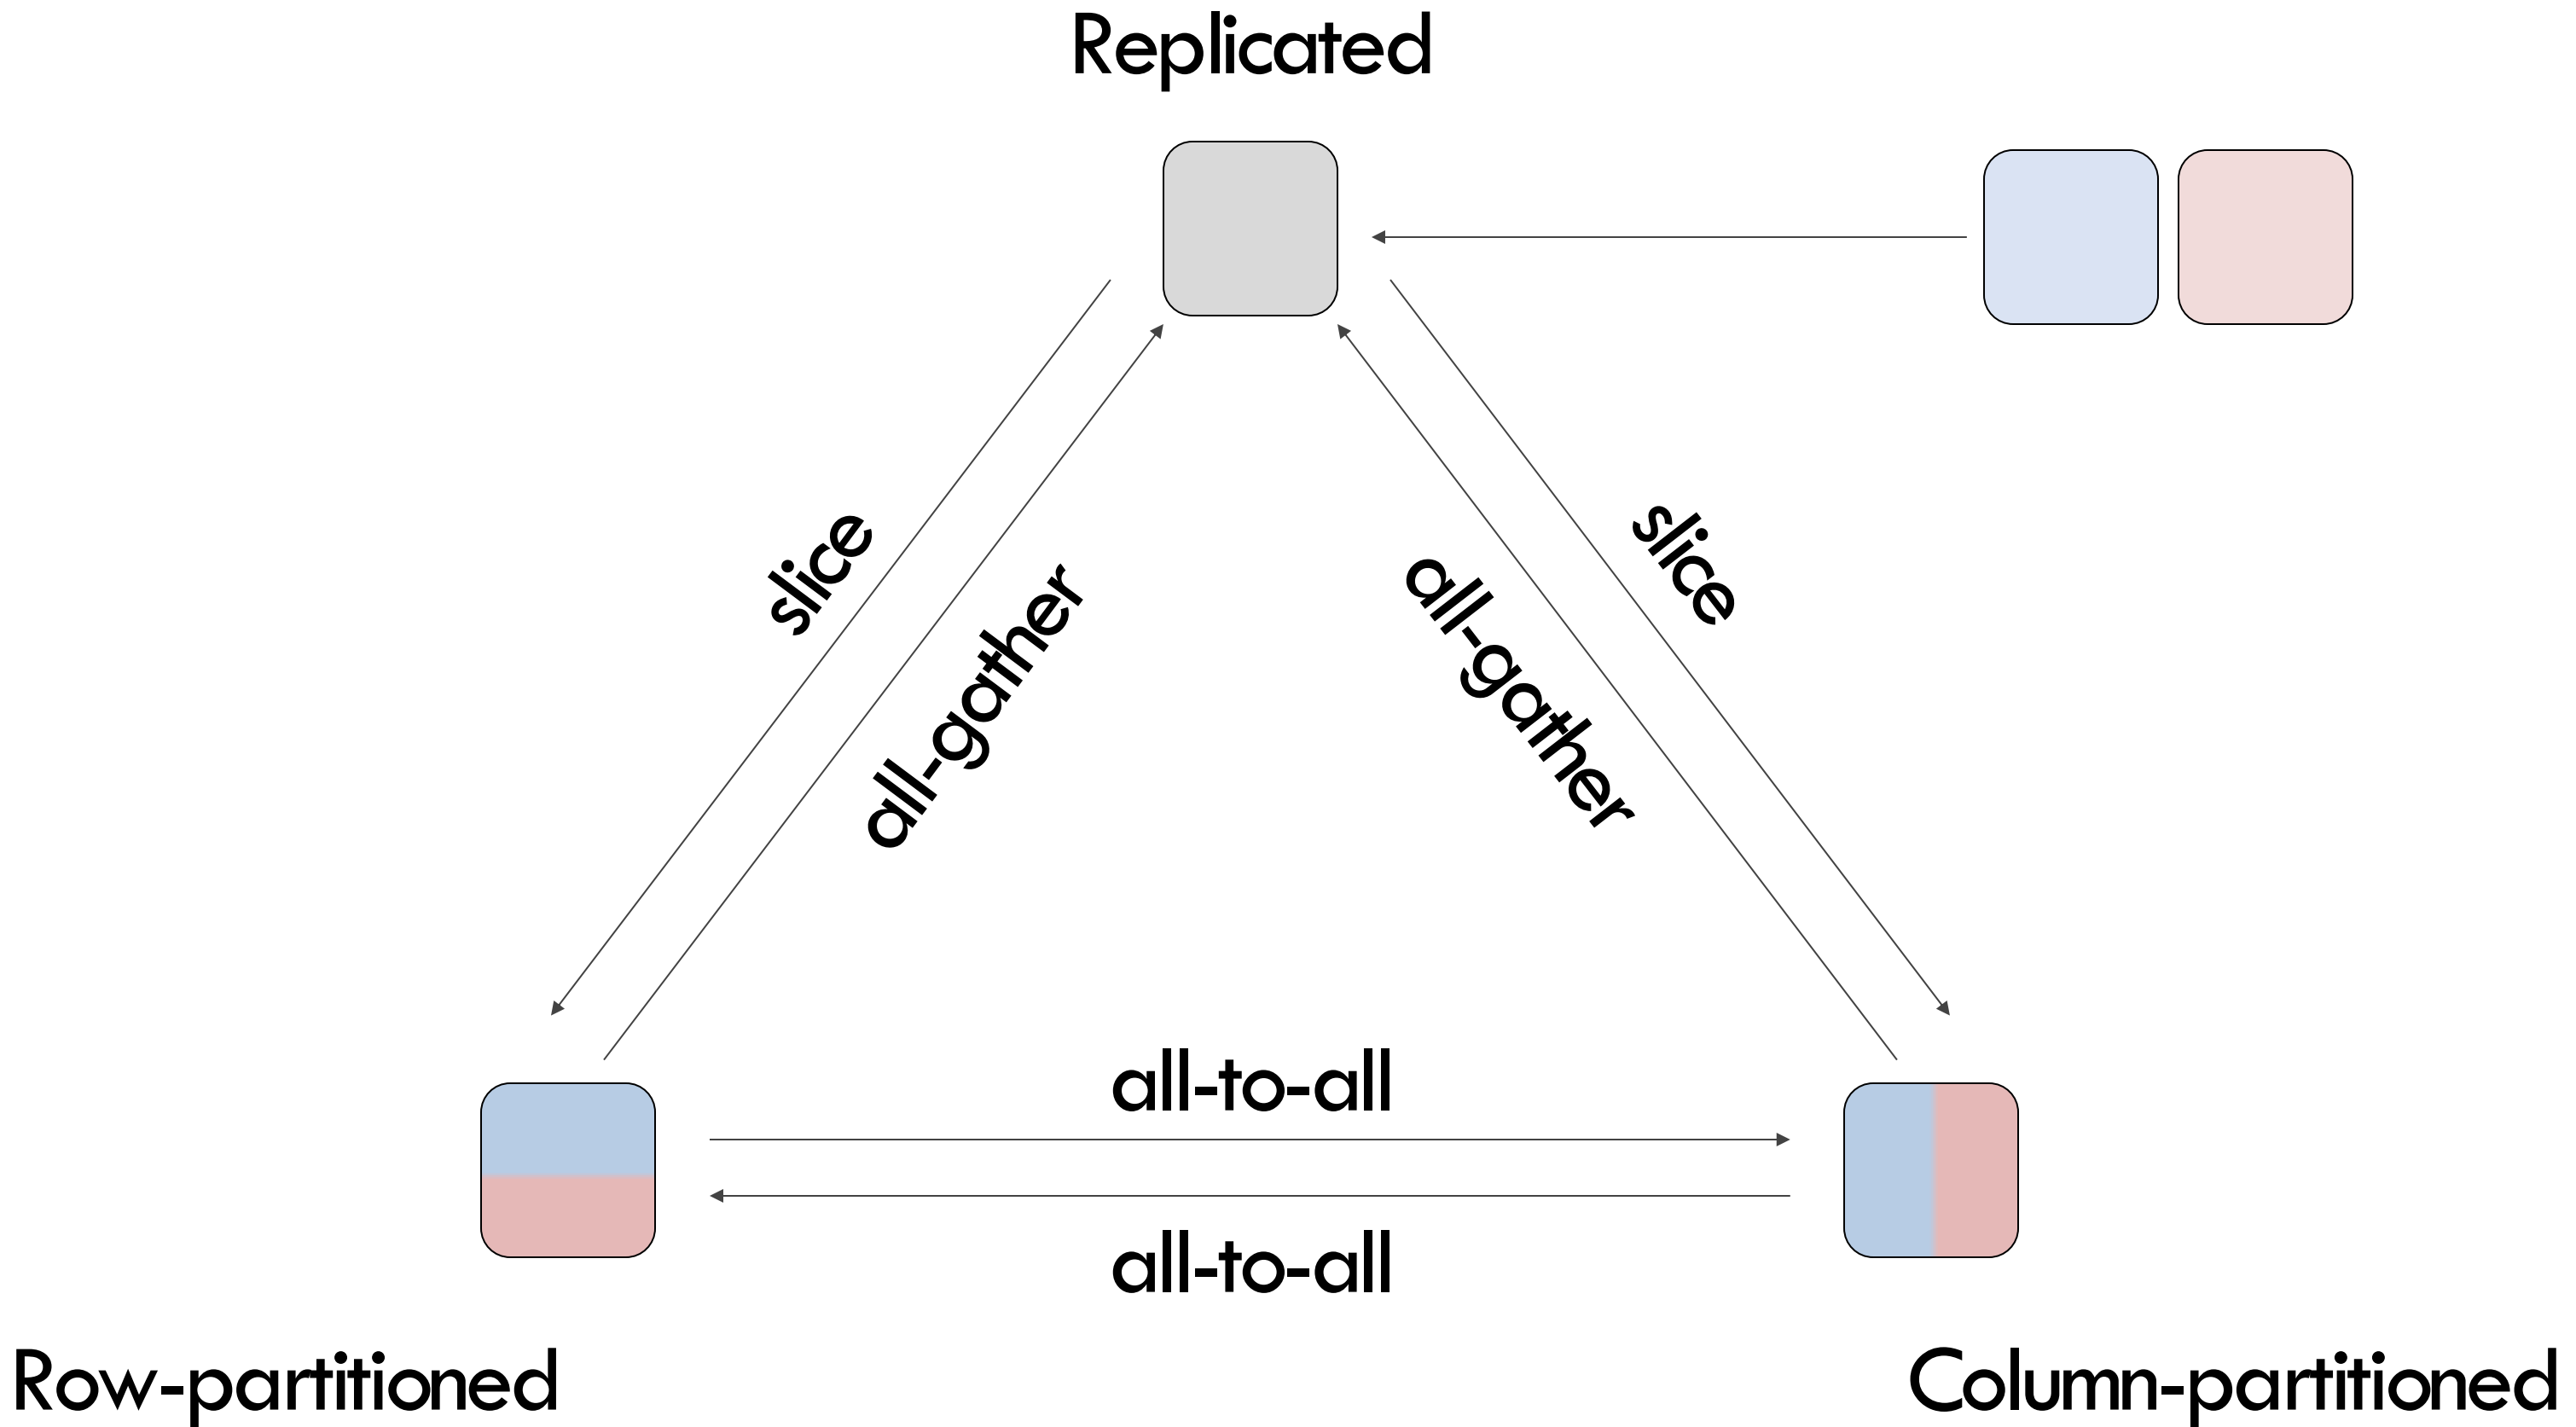 Replicated
slice
all-gather
all-gather
slice
all-to-all
all-to-all
Row-partitioned
Column-partitioned